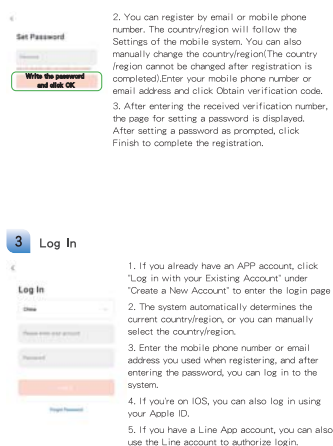 Set Password
Write the password
and click OK
2. You can register by email or mobile phone
number. The country/region will follow the
Settings of the mobile system. You can also
manually change the country/region(The country
/region cannot be changed after registration is
completed).Enter your mobile phone number or
email address and click Obtain verification code.
3. After entering the received verification number,
the page for setting a password is displayed.
After setting a password as prompted, click
Finish to complete the registration.
3 Log In
Log In
China
Please enter your account
Password
Forgot Password
1. If you already have an APP account, click
"Log in with your Existing Account" under
"Create a New Account" to enter the login page
2. The system automatically determines the
current country/region, or you can manually
select the country/region.
3. Enter the mobile phone number or email
address you used when registering, and after
entering the password, you can log in to the
system.
4. If you're on IOS, you can also log in using
your Apple ID.
5. If you have a Line App account, you can also
use the Line account to authorize login.